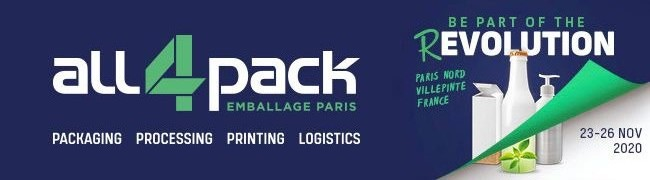 all4pack
EMBALLAGE PARIS
PACKAGING PROCESSING PRINTING LOGISTICS
BE PART OF THE
REVOLUTION
PARIS NORD
VILLEPINTE
FRANCE
23-26 NOV
2020